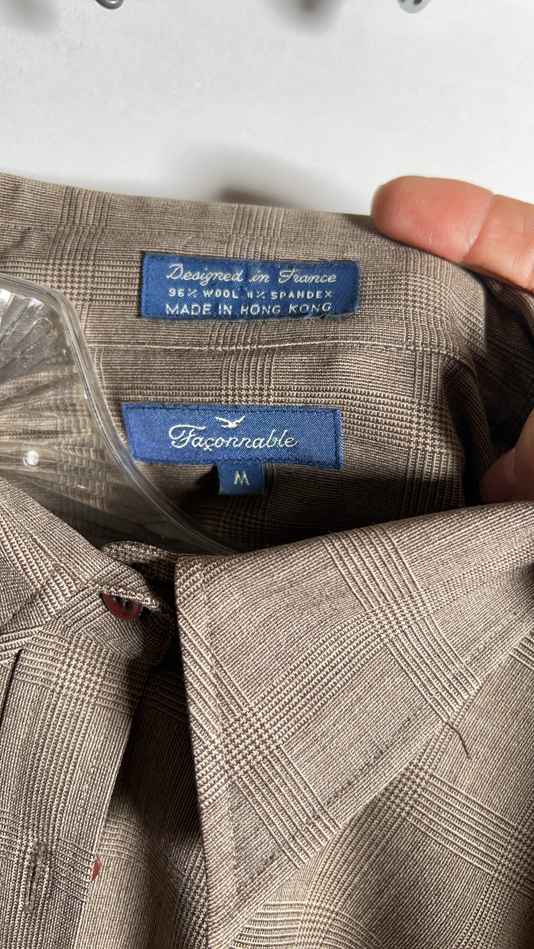 Designed in France
96% WOOL 4% SPANDEX
MADE IN HONG KONG
Façonnable
M